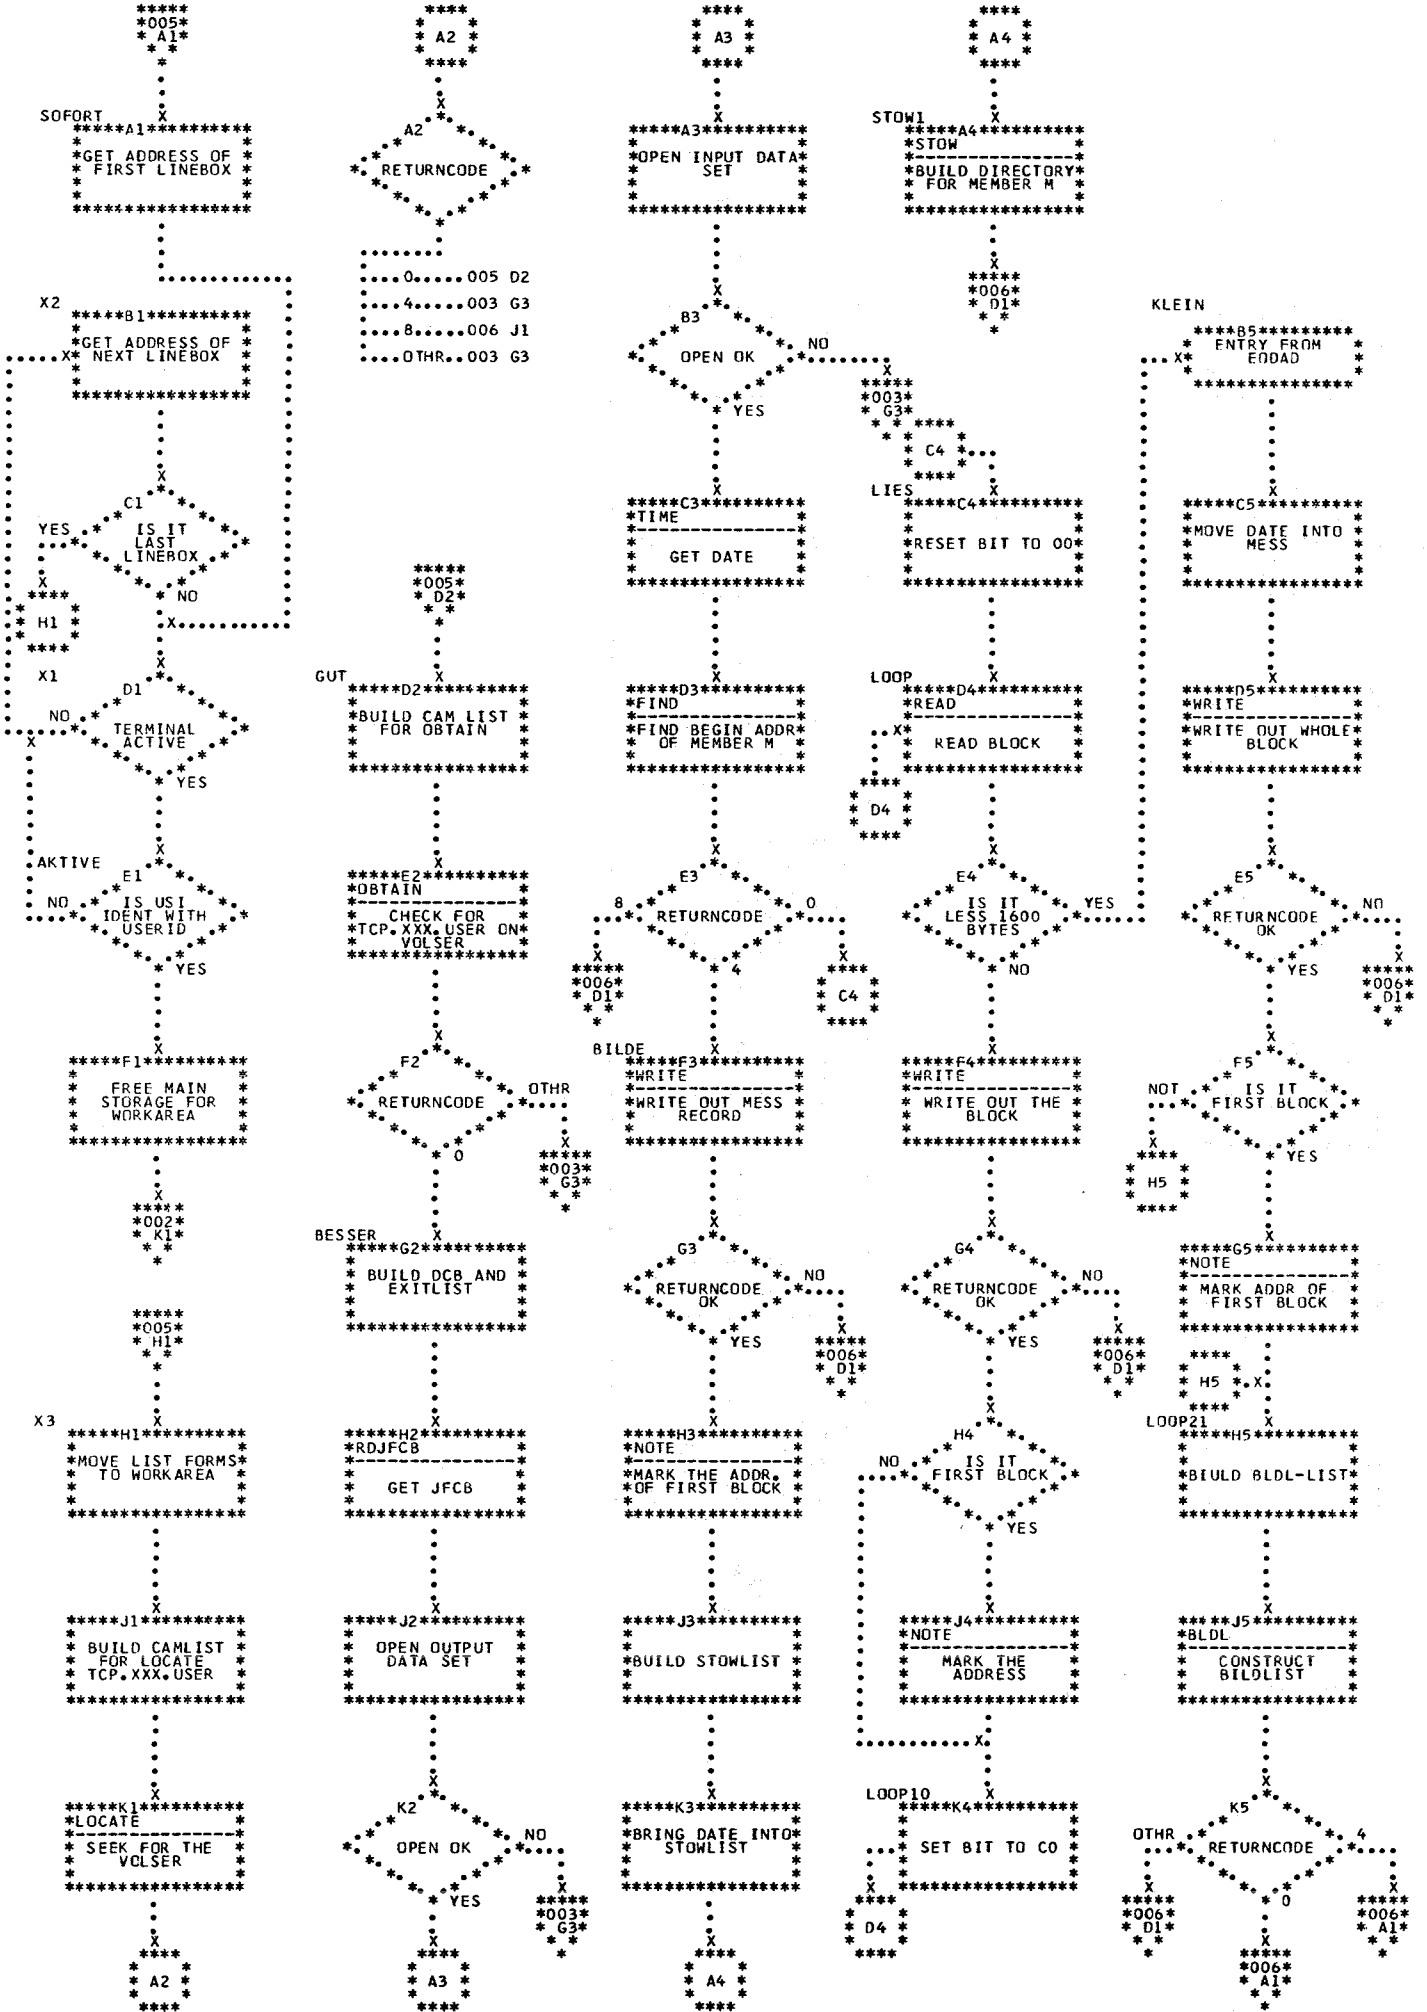 *005*
A1*
SOFORT
*****A1**********
*GET ADDRESS OF *
FIRST LINEBOX
X2
*****B1**********
*GET ADDRESS OF *
NEXT LINEBOX
C1
IS IT
LAST
LINEBOX
YES
NO
H1
X1
D1
TERMINAL
ACTIVE
NO
YES
AKTIVE
E1
IS USI
IDENT WITH
USERID
NO
YES
*****F1**********
FREE MAIN
STORAGE FOR
WORKAREA
*002*
K1*
*005*
H1*
X3
*****H1**********
*MOVE LIST FORMS*
TO WORKAREA
*****J1**********
BUILD CAMLIST
FOR LOCATE
TCP.XXX.USER
*****K1**********
*LOCATE
SEEK FOR THE
VOLSER
A2
A2
A2
RETURNCODE
....0.....005 D2
....4.....003 G3
....8.....006 J1
....OTHR..003 G3
*005*
D2*
GUT
*****D2**********
*BUILD CAM LIST
FOR OBTAIN
*****E2**********
*OBTAIN
CHECK FOR
*TCP.XXX.USER ON*
VOLSER
F2
RETURNCODE
OTHR
0
*003*
G3*
BESSER
*****G2**********
BUILD DCB AND
EXITLIST
*****H2**********
*RDJFCB
GET JFCB
*****J2**********
OPEN OUTPUT
DATA SET
K2
OPEN OK
NO
YES
*003*
G3*
A3
A3
*****A3**********
*OPEN INPUT DATA*
SET
B3
OPEN OK
NO
YES
*003*
G3*
*****C3**********
*TIME
GET DATE
*****D3**********
*FIND
*FIND BEGIN ADDR*
OF MEMBER M
E3
RETURNCODE
8
0
4
*006*
D1*
C4
BILDE
*****F3**********
*WRITE
*WRITE OUT MESS
RECORD
G3
RETURNCODE
OK
NO
YES
*006*
D1*
*****H3**********
*NOTE
*MARK THE ADDR.
*OF FIRST BLOCK
*****J3**********
*BUILD STOWLIST
*****K3**********
*BRING DATE INTO*
STOWLIST
A4
A4
STOW1
*****A4**********
*STOW
*BUILD DIRECTORY*
FOR MEMBER M
*006*
D1*
C4
LIES
*****C4**********
*RESET BIT TO 00*
LOOP
*****D4**********
*READ
READ BLOCK
D4
E4
IS IT
LESS 1600
BYTES
YES
NO
*****F4**********
*WRITE
WRITE OUT THE
BLOCK
G4
RETURNCODE
OK
NO
YES
*006*
D1*
H4
IS IT
FIRST BLOCK
NO
YES
*****J4**********
*NOTE
MARK THE
ADDRESS
LOOP10
*****K4**********
SET BIT TO C0
D4
KLEIN
****B5*********
ENTRY FROM
EODAD
*****C5**********
*MOVE DATE INTO
MESS
*****D5**********
*WRITE
*WRITE OUT WHOLE*
BLOCK
E5
RETURNCODE
OK
NO
YES
*006*
D1*
F5
IS IT
FIRST BLOCK
NOT
YES
H5
*****G5**********
*NOTE
MARK ADDR OF
FIRST BLOCK
H5
LOOP21
*****H5**********
*BIULD BLDL-LIST*
*****J5**********
*BLDL
CONSTRUCT
BILDLIST
K5
RETURNCODE
OTHR
4
0
*006*
D1*
*006*
A1*
*006*
A1*